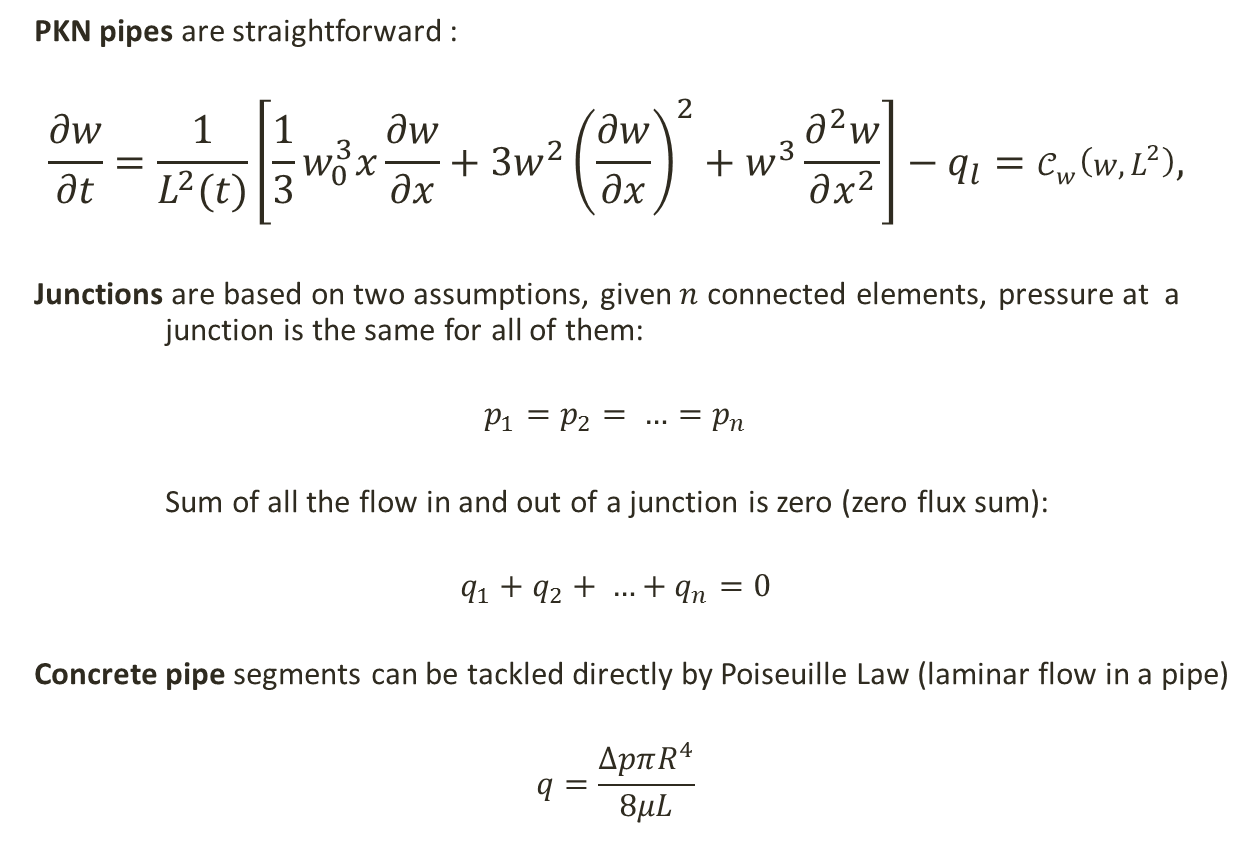 PKN pipes are straightforward :
∂w/∂t = 1/L²(t) [1/3 w₀³x ∂w/∂x + 3w² (∂w/∂x)² + w³ ∂²w/∂x²] − qₗ = 𝒞_w(w, L²),
Junctions are based on two assumptions, given n connected elements, pressure at a
junction is the same for all of them:
p₁ = p₂ = ... = pₙ
Sum of all the flow in and out of a junction is zero (zero flux sum):
q₁ + q₂ + ... + qₙ = 0
Concrete pipe segments can be tackled directly by Poiseuille Law (laminar flow in a pipe)
q = ΔpπR⁴/8μL